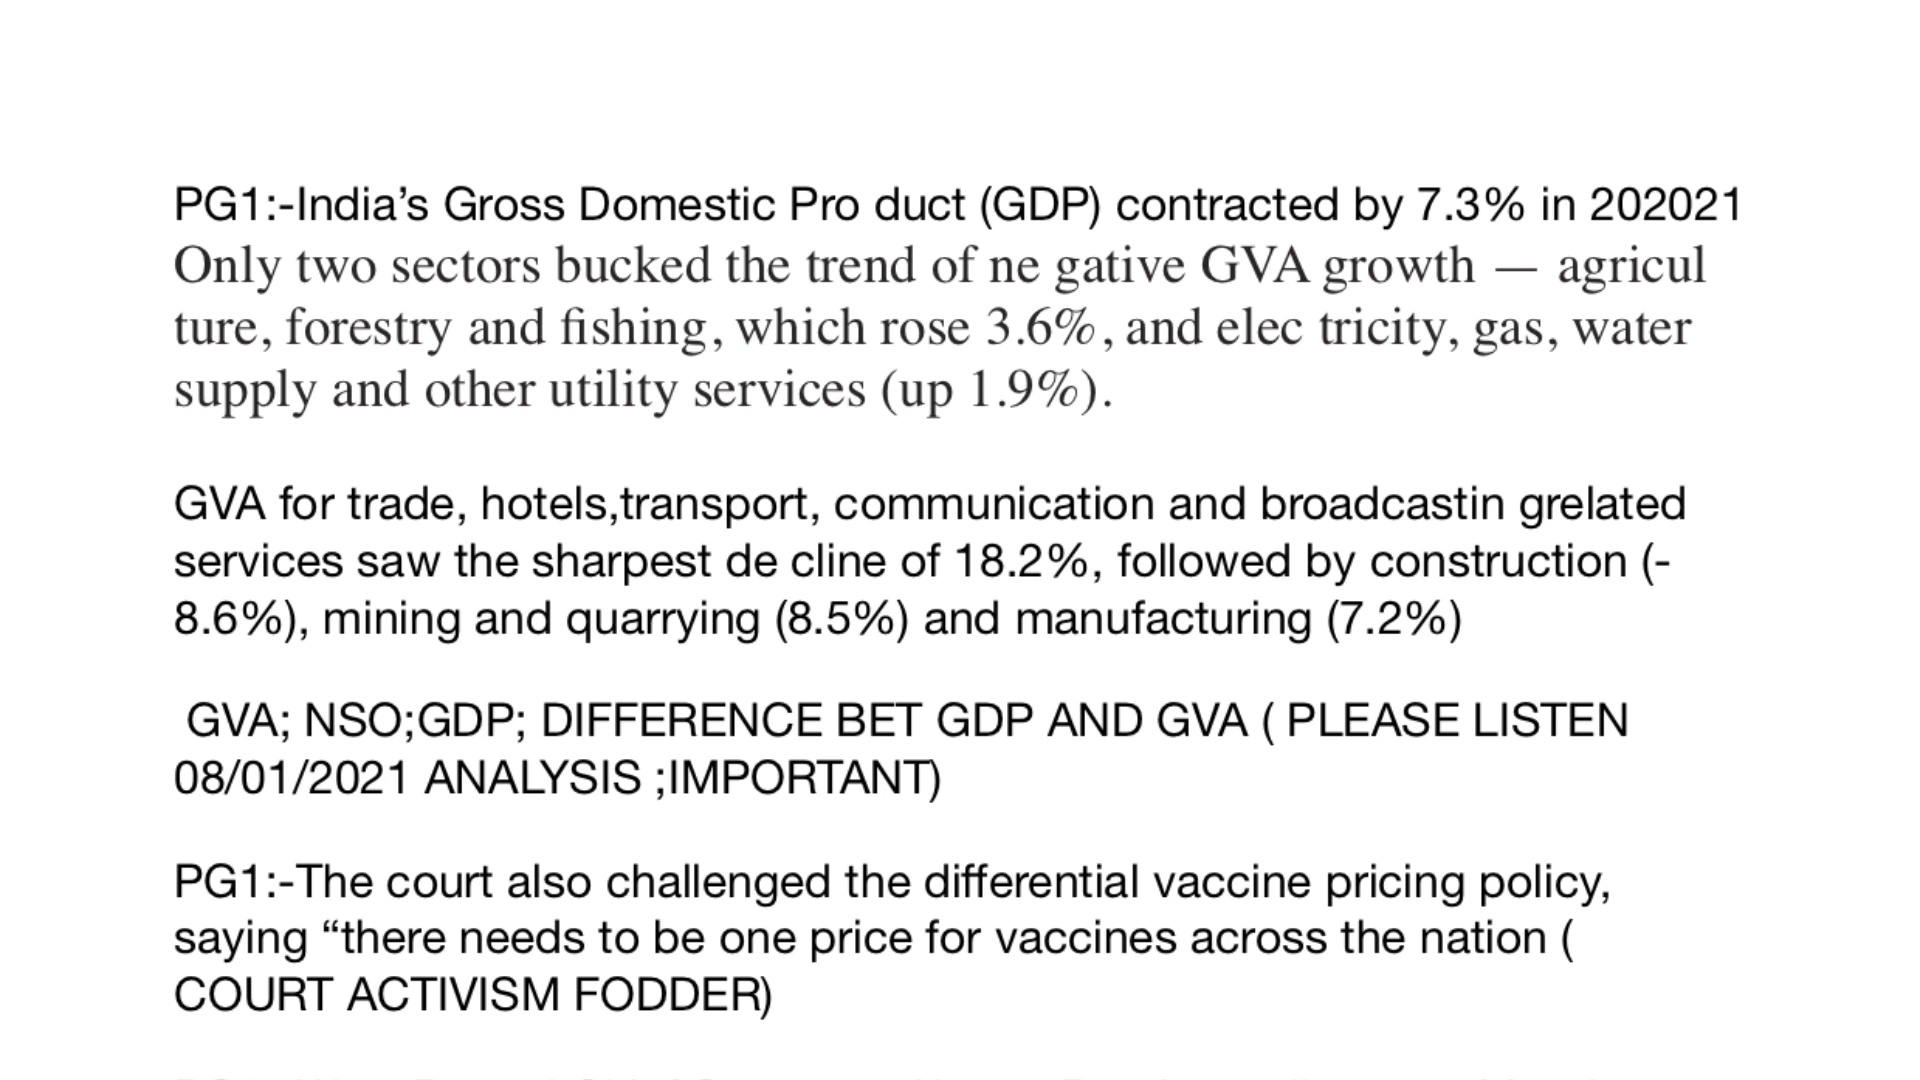 PG1:-India’s Gross Domestic Pro duct (GDP) contracted by 7.3% in 202021
Only two sectors bucked the trend of ne gative GVA growth — agricul
ture, forestry and fishing, which rose 3.6%, and elec tricity, gas, water
supply and other utility services (up 1.9%).
GVA for trade, hotels,transport, communication and broadcastin grelated
services saw the sharpest de cline of 18.2%, followed by construction (-
8.6%), mining and quarrying (8.5%) and manufacturing (7.2%)
GVA; NSO;GDP; DIFFERENCE BET GDP AND GVA ( PLEASE LISTEN
08/01/2021 ANALYSIS ;IMPORTANT)
PG1:-The court also challenged the differential vaccine pricing policy,
saying “there needs to be one price for vaccines across the nation (
COURT ACTIVISM FODDER)